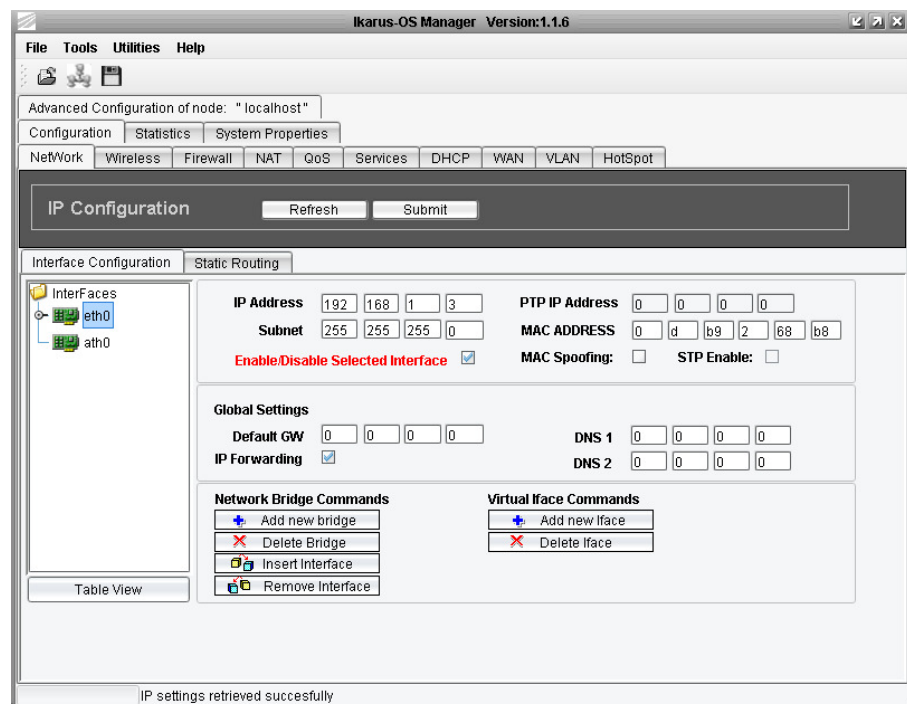 Ikarus-OS Manager Version:1.1.6
File Tools Utilities Help
Advanced Configuration of node: "localhost"
Configuration Statistics System Properties
NetWork Wireless Firewall NAT QoS Services DHCP WAN VLAN HotSpot
IP Configuration Refresh Submit
Interface Configuration Static Routing
InterFaces
eth0
ath0
Table View
IP Address 192 168 1 3 PTP IP Address 0 0 0 0
Subnet 255 255 255 0 MAC ADDRESS 0 d b9 2 68 b8
Enable/Disable Selected Interface MAC Spoofing: STP Enable:
Global Settings
Default GW 0 0 0 0 DNS 1 0 0 0 0
IP Forwarding DNS 2 0 0 0 0
Network Bridge Commands Virtual Iface Commands
Add new bridge Add new Iface
Delete Bridge Delete Iface
Insert Interface
Remove Interface
IP settings retrieved succesfully